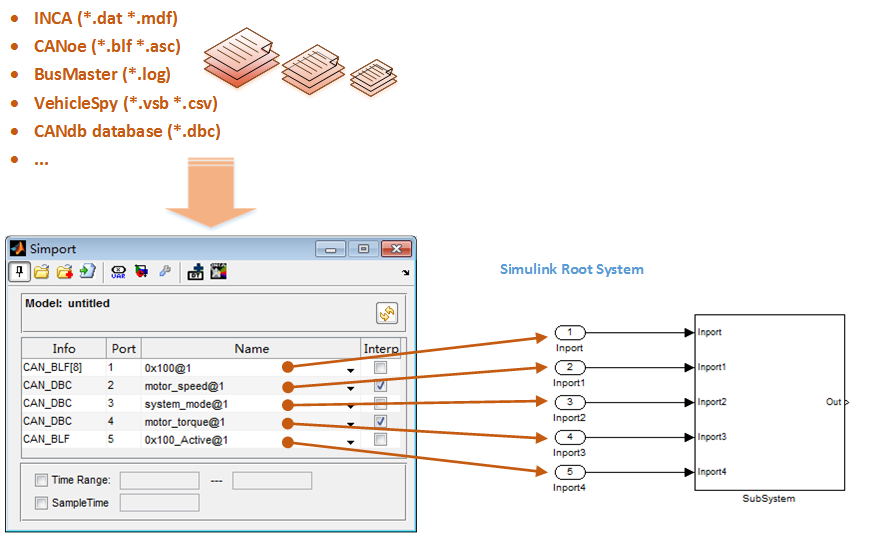 INCA (*.dat *.mdf)
CANoe (*.blf *.asc)
BusMaster (*.log)
VehicleSpy (*.vsb *.csv)
CANdb database (*.dbc)
...
Simport
Model: untitled
Info Port Name Interp
CAN_BLF[8] 1 0x100@1
CAN_DBC 2 motor_speed@1
CAN_DBC 3 system_mode@1
CAN_DBC 4 motor_torque@1
CAN_BLF 5 0x100_Active@1
Time Range: ---
SampleTime
Simulink Root System
1
Inport
2
Inport1
3
Inport2
4
Inport3
5
Inport4
Inport
Inport1
Inport2
Inport3
Inport4
Out
SubSystem